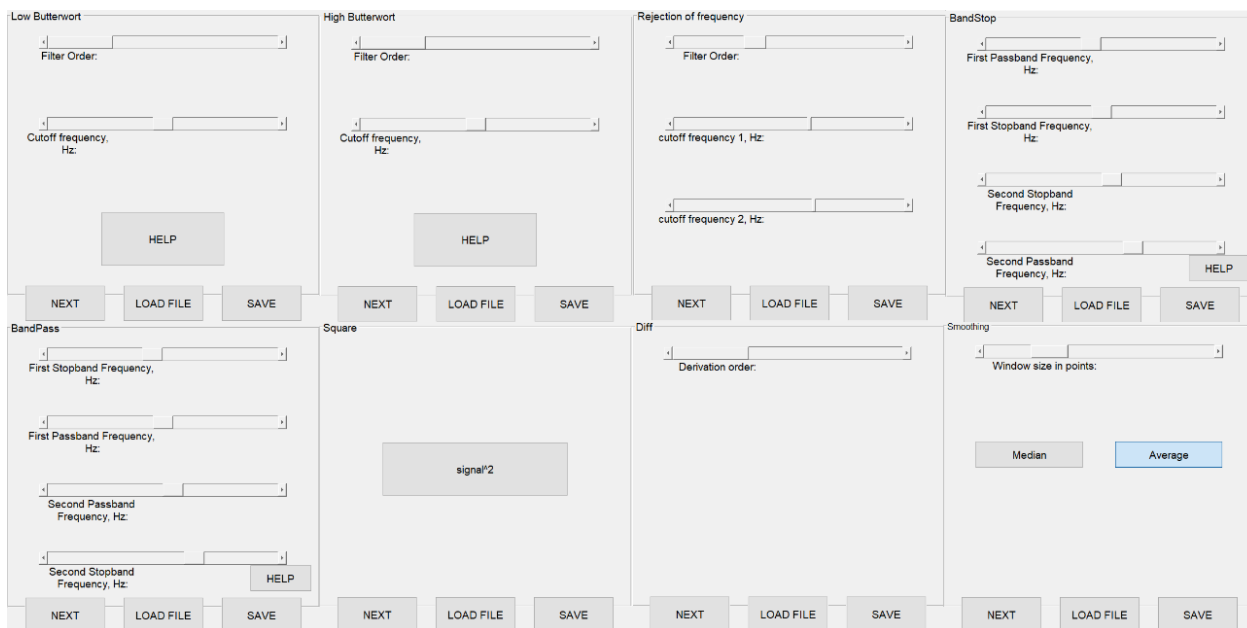 Low Butterwort
Filter Order:
Cutoff frequency,
Hz:
HELP
NEXT
LOAD FILE
SAVE
High Butterwort
Filter Order:
Cutoff frequency,
Hz:
HELP
NEXT
LOAD FILE
SAVE
Rejection of frequency
Filter Order:
cutoff frequency 1, Hz:
cutoff frequency 2, Hz:
NEXT
LOAD FILE
SAVE
BandStop
First Passband Frequency,
Hz:
First Stopband Frequency,
Hz:
Second Stopband
Frequency, Hz:
Second Passband
Frequency, Hz:
HELP
NEXT
LOAD FILE
SAVE
BandPass
First Stopband Frequency,
Hz:
First Passband Frequency,
Hz:
Second Passband
Frequency, Hz:
Second Stopband
Frequency, Hz:
HELP
NEXT
LOAD FILE
SAVE
Square
signal^2
NEXT
LOAD FILE
SAVE
Diff
Derivation order:
NEXT
LOAD FILE
SAVE
Smoothing
Window size in points:
Median
Average
NEXT
LOAD FILE
SAVE